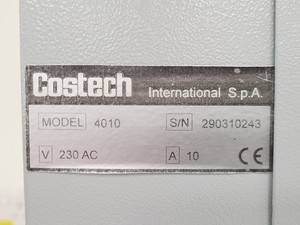 Costech International S.p.A.
MODEL 4010 S/N 290310243
V 230 AC A 10 CE